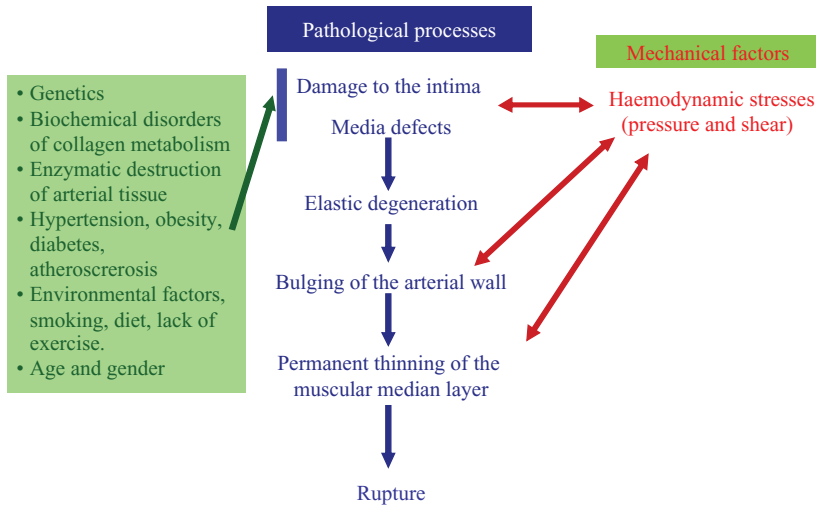 Pathological processes
Mechanical factors
• Genetics
• Biochemical disorders
of collagen metabolism
• Enzymatic destruction
of arterial tissue
• Hypertension, obesity,
diabetes,
atheroscrerosis
• Environmental factors,
smoking, diet, lack of
exercise.
• Age and gender
Damage to the intima
Media defects
Elastic degeneration
Bulging of the arterial wall
Permanent thinning of the
muscular median layer
Rupture
Haemodynamic stresses
(pressure and shear)